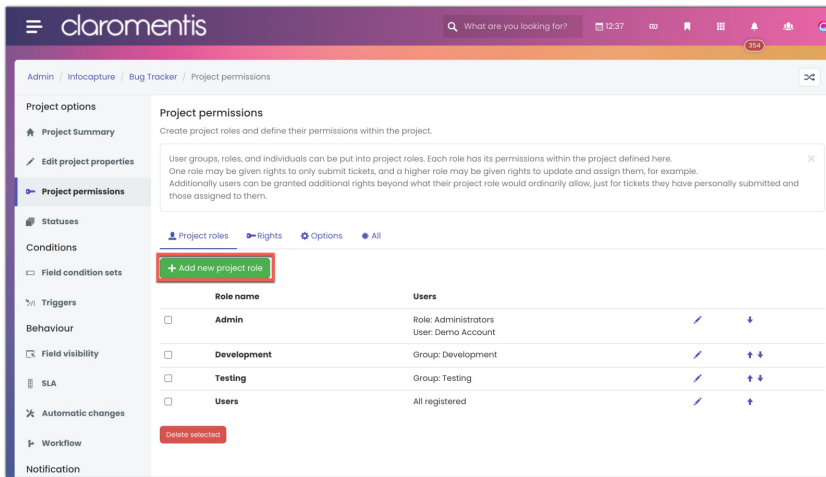 claromentis
What are you looking for?
12:37
354
Admin / Infocapture / Bug Tracker / Project permissions
Project options
Project Summary
Edit project properties
Project permissions
Statuses
Conditions
Field condition sets
Triggers
Behaviour
Field visibility
SLA
Automatic changes
Workflow
Notification
Project permissions
Create project roles and define their permissions within the project.
User groups, roles, and individuals can be put into project roles. Each role has its permissions within the project defined here.
One role may be given rights to only submit tickets, and a higher role may be given rights to update and assign them, for example.
Additionally users can be granted additional rights beyond what their project role would ordinarily allow, just for tickets they have personally submitted and
those assigned to them.
Project roles Rights Options All
+ Add new project role
Role name Users
Admin Role: Administrators
User: Demo Account
Development Group: Development
Testing Group: Testing
Users All registered
Delete selected